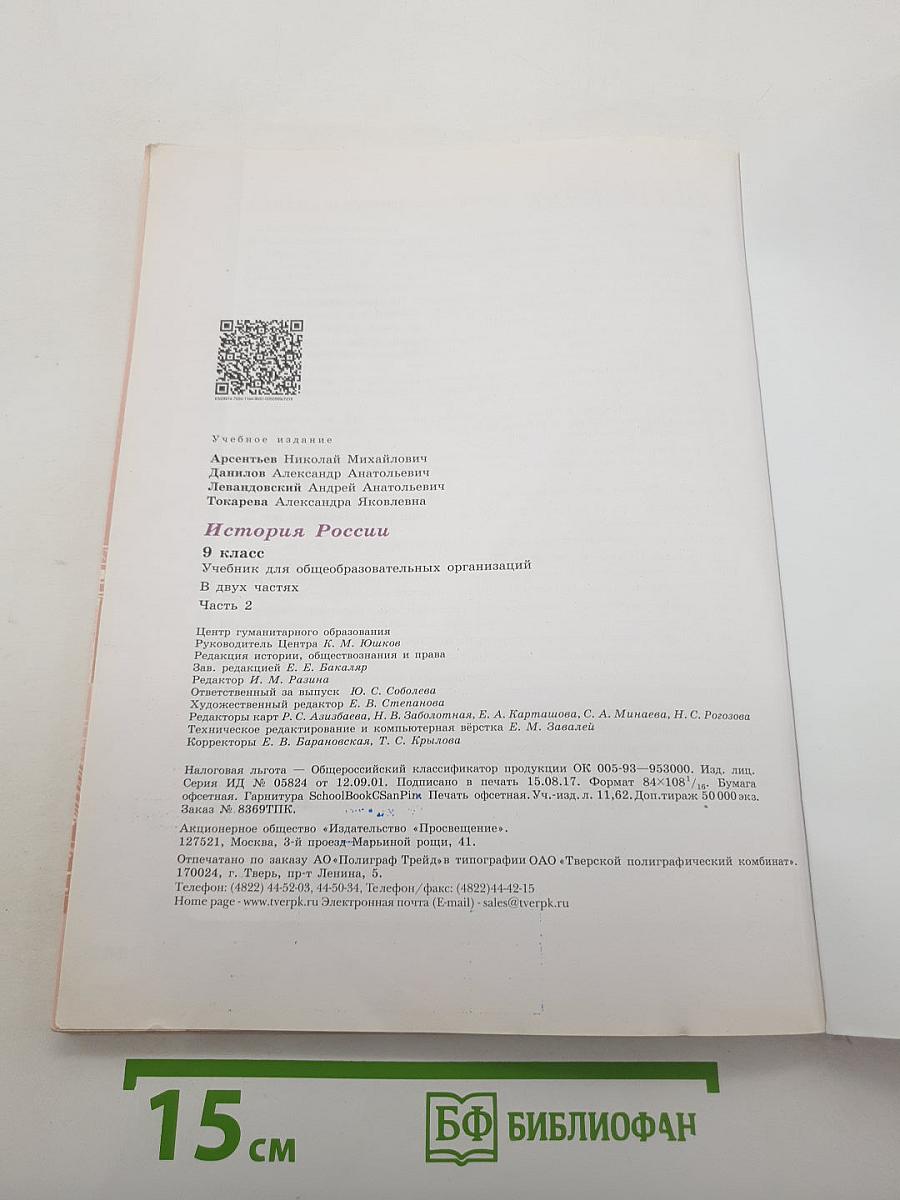 Учебное издание
Арсентьев Николай Михайлович
Данилов Александр Анатольевич
Левандовский Андрей Анатольевич
Токарева Александра Яковлевна
История России
9 класс
Учебник для общеобразовательных организаций
В двух частях
Часть 2
Центр гуманитарного образования
Руководитель Центра К. М. Юшков
Редакция истории, обществознания и права
Зав. редакцией Е. Е. Бакаляр
Редактор И. М. Разина
Ответственный за выпуск Ю. С. Соболева
Художественный редактор Е. В. Степанова
Редакторы карт Р. С. Азизбаева, Н. В. Заболотная, Е. А. Карташова, С. А. Минаева, Н. С. Рогозова
Техническое редактирование и компьютерная вёрстка Е. М. Завалей
Корректоры Е. В. Барановская, Т. С. Крылова
Налоговая льгота — Общероссийский классификатор продукции ОК 005-93—953000. Изд. лиц.
Серия ИД № 05824 от 12.09.01. Подписано в печать 15.08.17. Формат 84×108¹/₁₆. Бумага
офсетная. Гарнитура SchoolBookCSanPin. Печать офсетная. Уч.-изд. л. 11,62. Доп. тираж 50 000 экз.
Заказ № 8369ТПК.
Акционерное общество «Издательство «Просвещение».
127521, Москва, 3-й проезд Марьиной рощи, 41.
Отпечатано по заказу АО «Полиграф Трейд» в типографии ОАО «Тверской полиграфический комбинат».
170024, г. Тверь, пр-т Ленина, 5.
Телефон: (4822) 44-52-03, 44-50-34, Телефон/факс: (4822) 44-42-15
Home page - www.tverpk.ru Электронная почта (E-mail) - sales@tverpk.ru
15 см
БФ БИБЛИОФАН